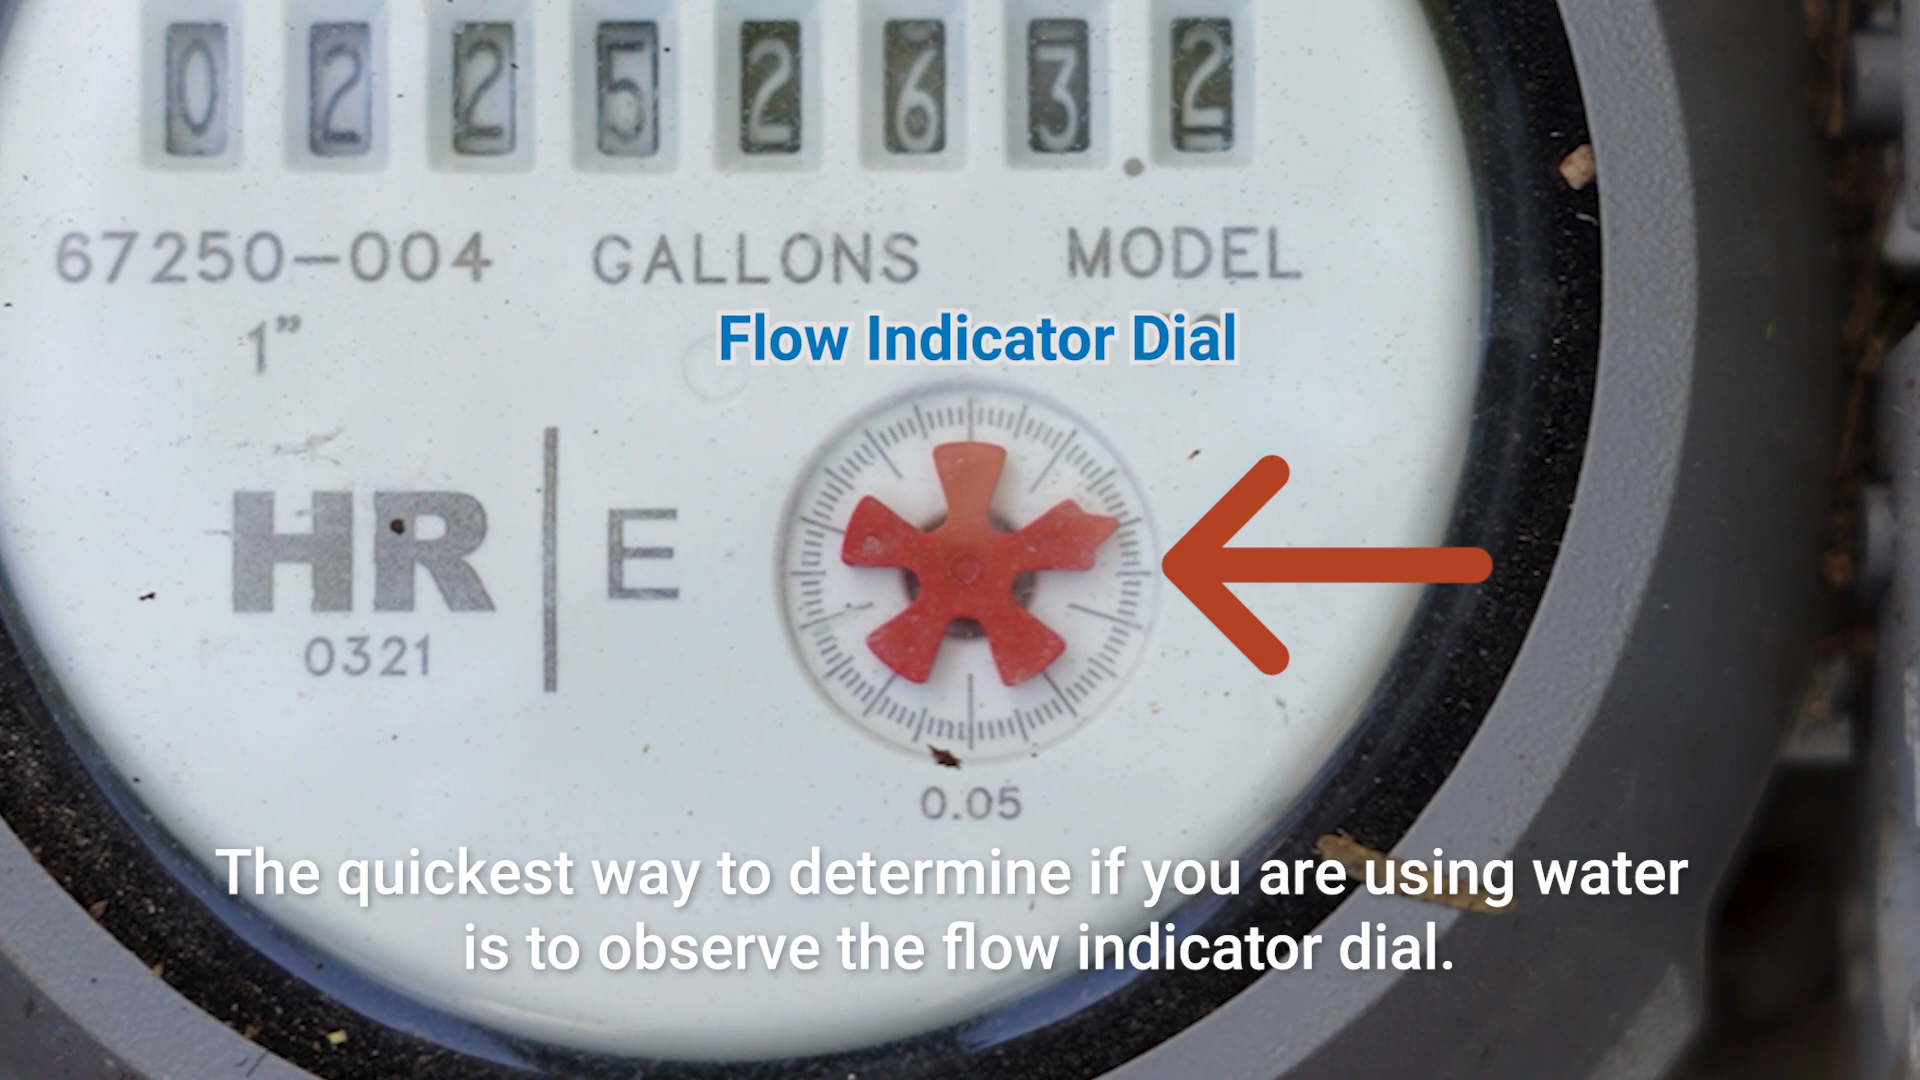 0 2 2 5 2 6 3 . 2
67250-004 GALLONS MODEL
1”
Flow Indicator Dial
HR E
0321
0.05
The quickest way to determine if you are using water
is to observe the flow indicator dial.